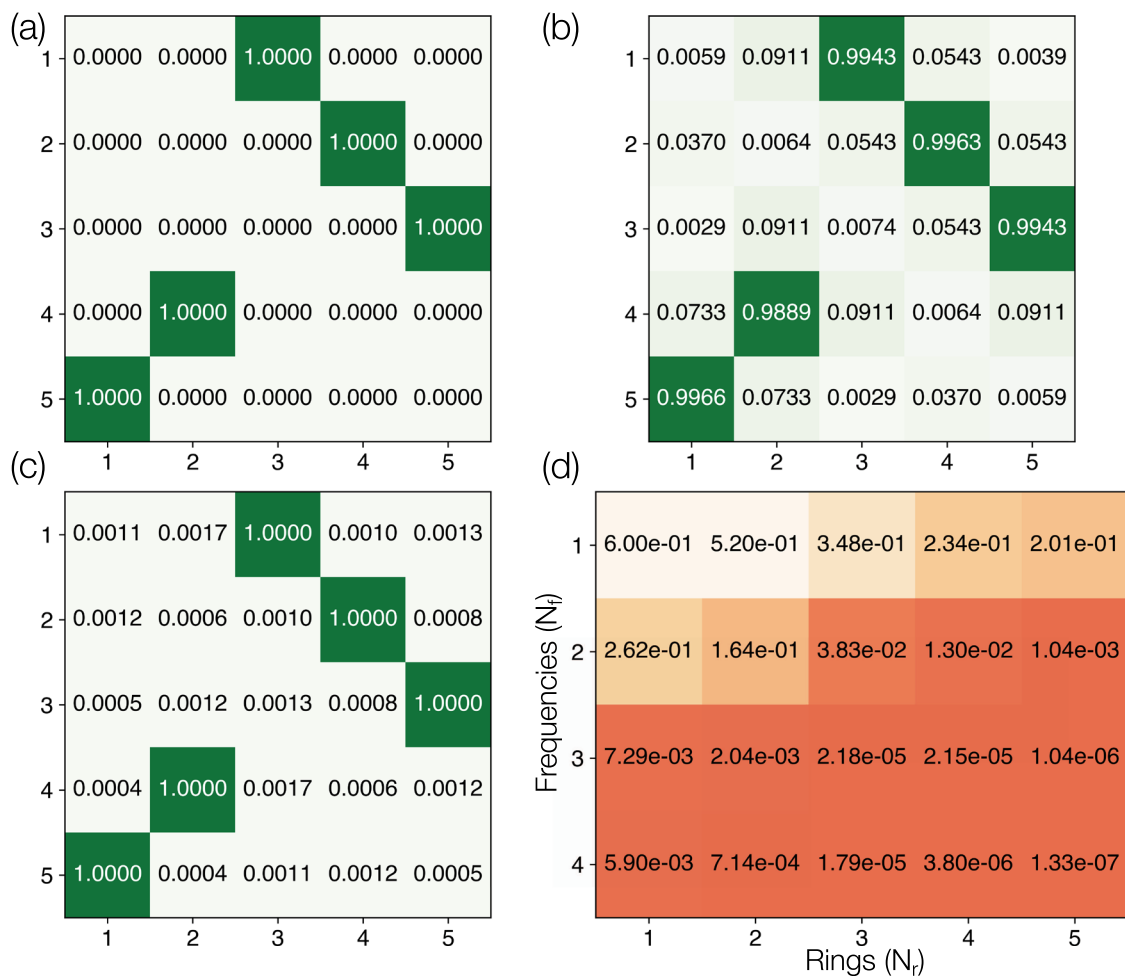 (a)
1 0.0000 0.0000 1.0000 0.0000 0.0000
2 0.0000 0.0000 0.0000 1.0000 0.0000
3 0.0000 0.0000 0.0000 0.0000 1.0000
4 0.0000 1.0000 0.0000 0.0000 0.0000
5 1.0000 0.0000 0.0000 0.0000 0.0000
1 2 3 4 5
(b)
1 0.0059 0.0911 0.9943 0.0543 0.0039
2 0.0370 0.0064 0.0543 0.9963 0.0543
3 0.0029 0.0911 0.0074 0.0543 0.9943
4 0.0733 0.9889 0.0911 0.0064 0.0911
5 0.9966 0.0733 0.0029 0.0370 0.0059
1 2 3 4 5
(c)
1 0.0011 0.0017 1.0000 0.0010 0.0013
2 0.0012 0.0006 0.0010 1.0000 0.0008
3 0.0005 0.0012 0.0013 0.0008 1.0000
4 0.0004 1.0000 0.0017 0.0006 0.0012
5 1.0000 0.0004 0.0011 0.0012 0.0005
1 2 3 4 5
(d)
Frequencies (N_f)
1 6.00e-01 5.20e-01 3.48e-01 2.34e-01 2.01e-01
2 2.62e-01 1.64e-01 3.83e-02 1.30e-02 1.04e-03
3 7.29e-03 2.04e-03 2.18e-05 2.15e-05 1.04e-06
4 5.90e-03 7.14e-04 1.79e-05 3.80e-06 1.33e-07
1 2 3 4 5
Rings (N_r)